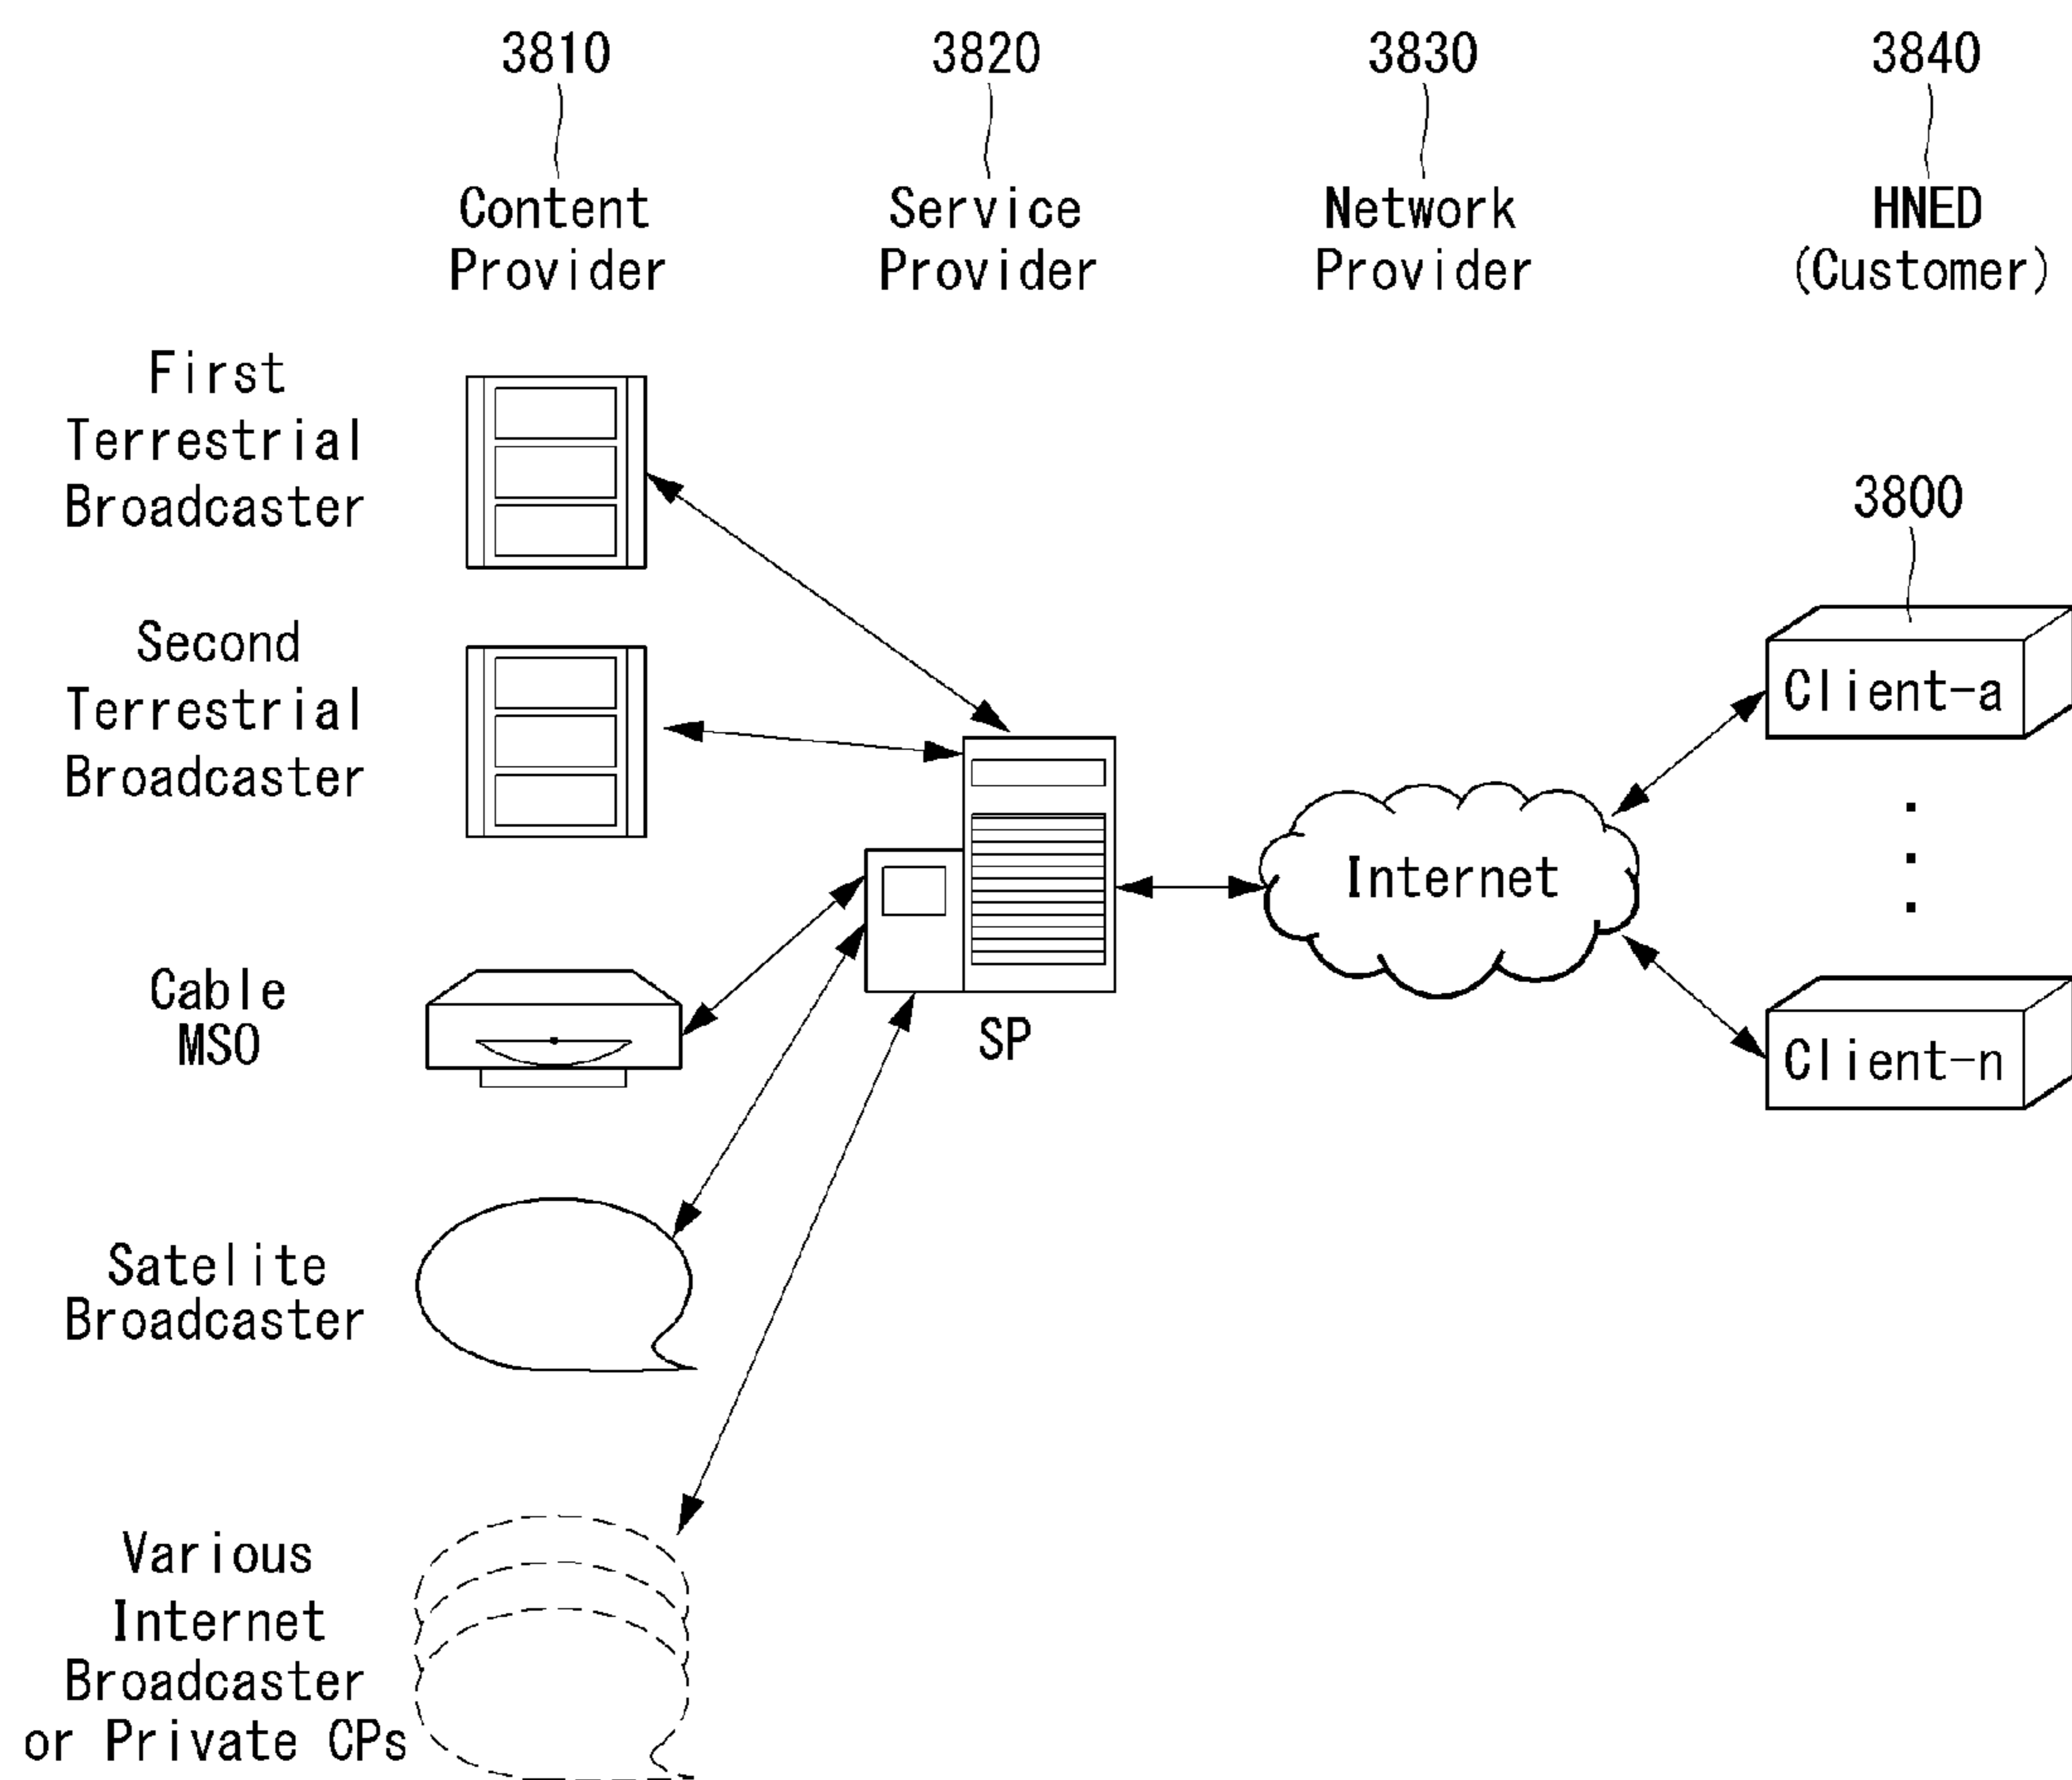 3810 3820 3830 3840
Content Service Network HNED
Provider Provider Provider (Customer)
First
Terrestrial
Broadcaster
3800
Second
Terrestrial
Broadcaster
Client-a
Internet
Cable
MSO
SP
Client-n
Satelite
Broadcaster
Various
Internet
Broadcaster
or Private CPs